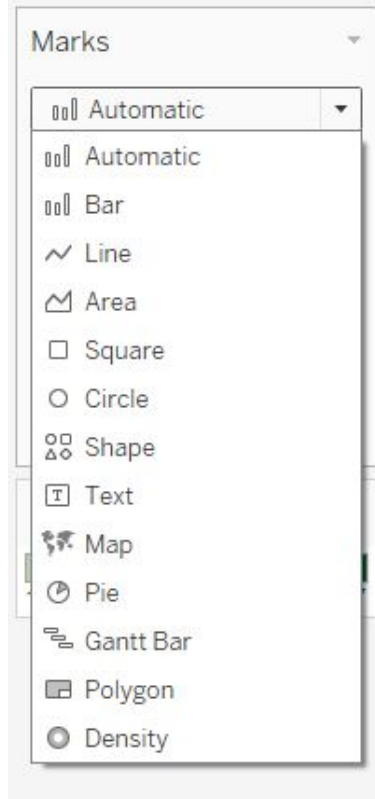 Marks
Automatic
Automatic
Bar
Line
Area
Square
Circle
Shape
T Text
Map
Pie
Gantt Bar
Polygon
Density